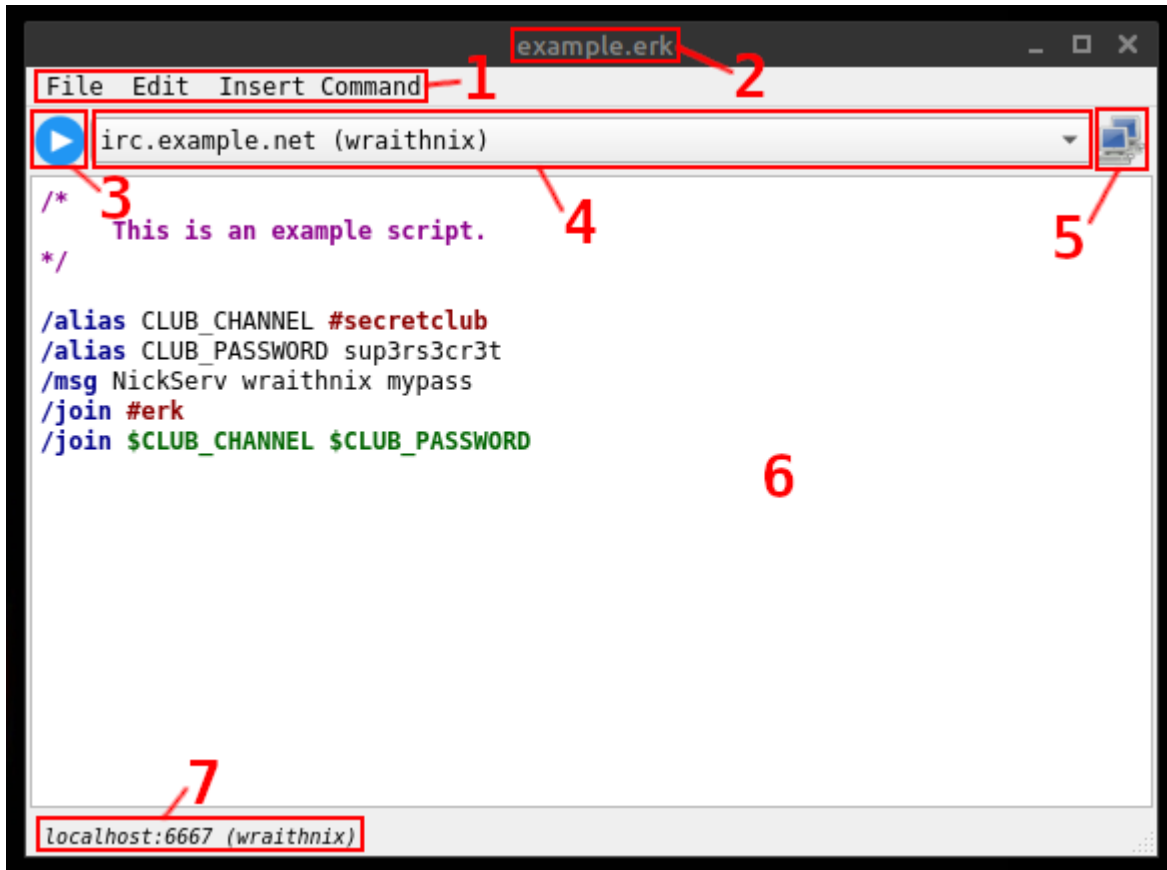 example.erk
2
File Edit Insert Command
1
irc.example.net (wraithnix)
3
4
5
/*
This is an example script.
*/
/alias CLUB_CHANNEL #secretclub
/alias CLUB_PASSWORD sup3rs3cr3t
/msg NickServ wraithnix mypass
/join #erk
/join $CLUB_CHANNEL $CLUB_PASSWORD
6
7
localhost:6667 (wraithnix)